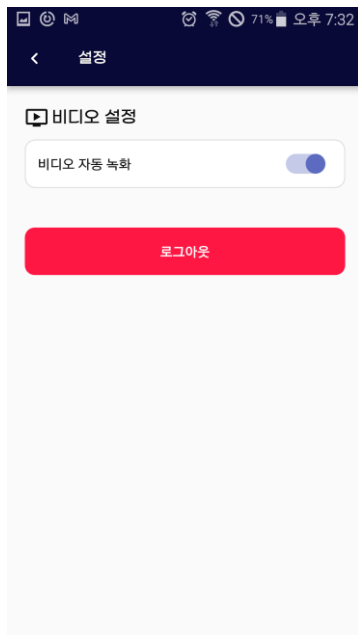 71% 오후 7:32
설정
비디오 설정
비디오 자동 녹화
로그아웃